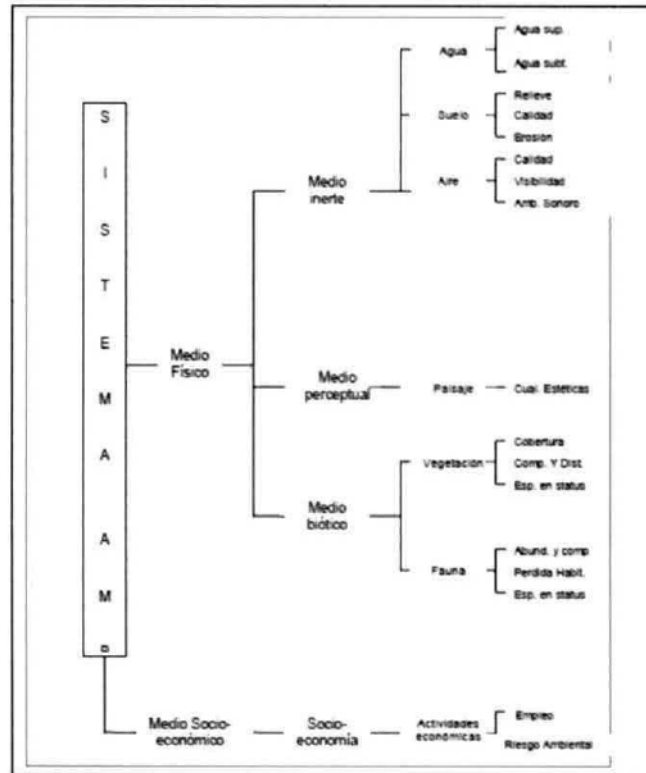 S
I
S
T
E
M
A
A
M
B
Medio
Físico
Medio
inerte
Agua
Agua sup.
Agua subt.
Suelo
Relieve
Calidad
Erosión
Aire
Calidad
Visibilidad
Amb. Sonoro
Medio
perceptual
Paisaje
Cual. Estéticas
Medio
biótico
Vegetación
Cobertura
Comp. Y Dist.
Esp. en status
Fauna
Abund. y comp
Perdida Habit.
Esp. en status
Medio Socio-
económico
Socio-
economía
Actividades
económicas
Empleo
Riesgo Ambiental